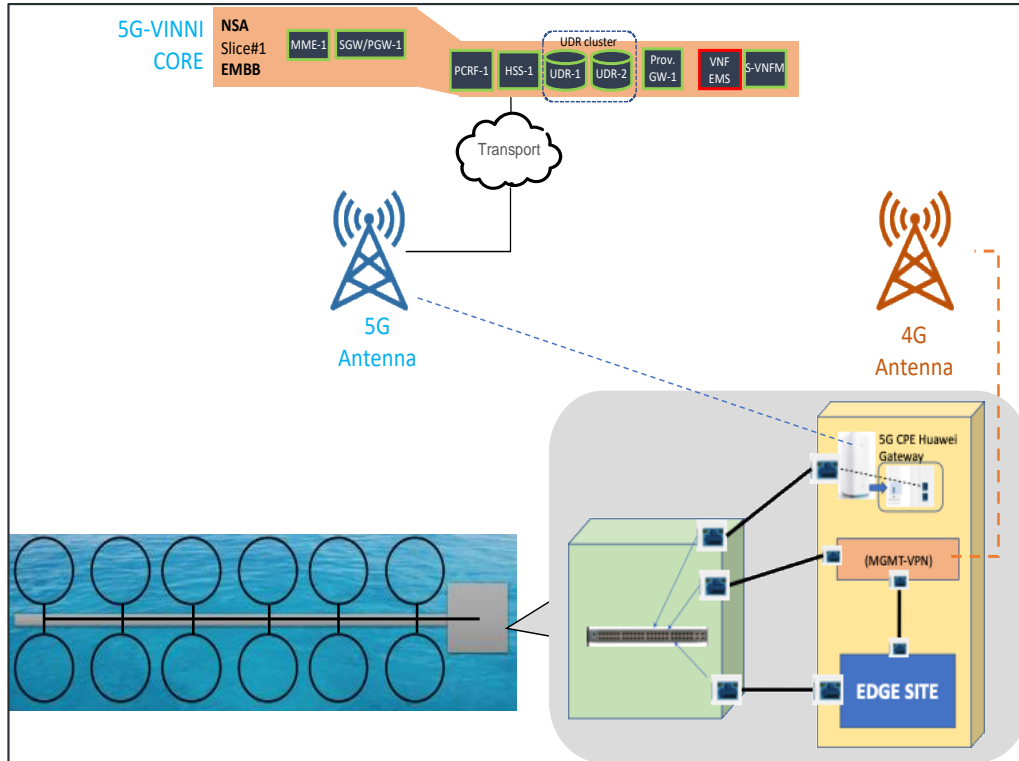 5G-VINNI
CORE
NSA
Slice#1
EMBB
MME-1
SGW/PGW-1
PCRF-1
HSS-1
UDR cluster
UDR-1
UDR-2
Prov.
GW-1
VNF
EMS
S-VNFM
Transport
5G
Antenna
4G
Antenna
5G CPE Huawei
Gateway
(MGMT-VPN)
EDGE SITE